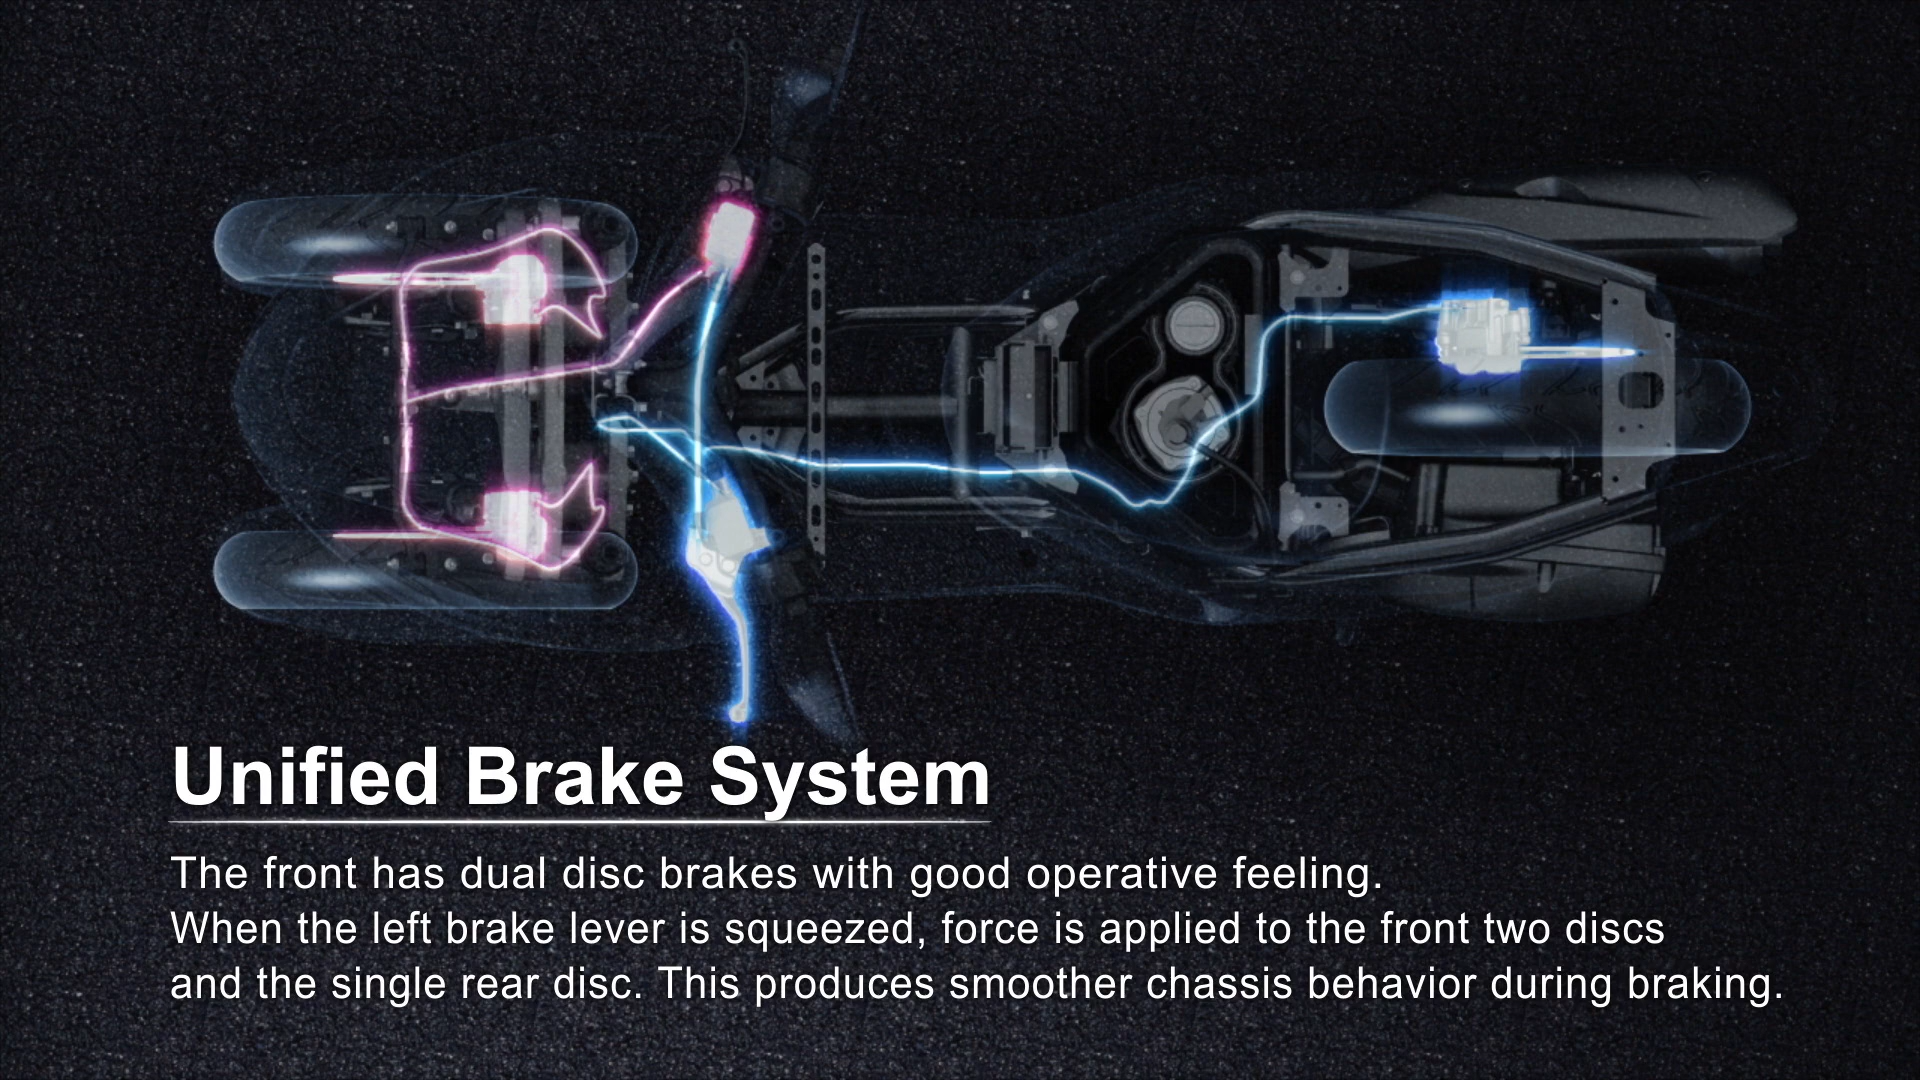 Unified Brake System
The front has dual disc brakes with good operative feeling.
When the left brake lever is squeezed, force is applied to the front two discs
and the single rear disc. This produces smoother chassis behavior during braking.